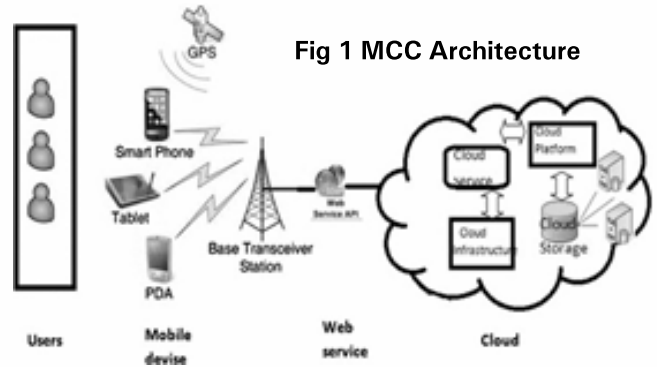 Fig 1 MCC Architecture
GPS
Smart Phone
Tablet
PDA
Base Transceiver
Station
Web
Service API
Cloud
service
Cloud
Platform
Cloud
Infrastructure
Cloud
Storage
Users
Mobile
devise
Web
service
Cloud